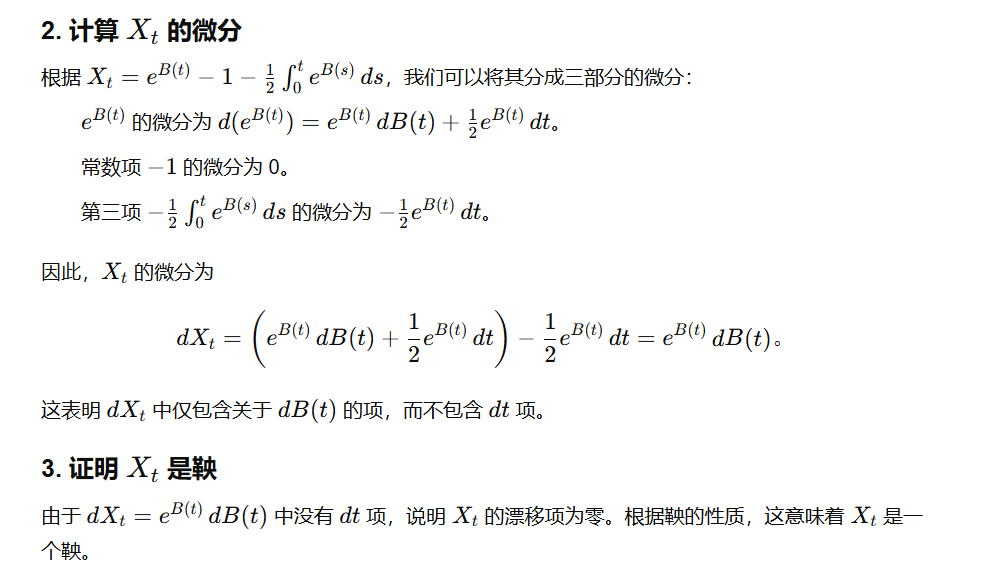 2. 计算 $X_t$ 的微分
根据 $X_t = e^{B(t)} - 1 - \frac{1}{2} \int_0^t e^{B(s)} \, ds$，我们可以将其分成三部分的微分：
$e^{B(t)}$ 的微分为 $d(e^{B(t)}) = e^{B(t)} \, dB(t) + \frac{1}{2} e^{B(t)} \, dt$。
常数项 $-1$ 的微分为 0。
第三项 $-\frac{1}{2} \int_0^t e^{B(s)} \, ds$ 的微分为 $-\frac{1}{2} e^{B(t)} \, dt$。
因此，$X_t$ 的微分为
$dX_t = \left( e^{B(t)} \, dB(t) + \frac{1}{2} e^{B(t)} \, dt \right) - \frac{1}{2} e^{B(t)} \, dt = e^{B(t)} \, dB(t)$。
这表明 $dX_t$ 中仅包含关于 $dB(t)$ 的项，而不包含 $dt$ 项。
3. 证明 $X_t$ 是鞅
由于 $dX_t = e^{B(t)} \, dB(t)$ 中没有 $dt$ 项，说明 $X_t$ 的漂移项为零。根据鞅的性质，这意味着 $X_t$ 是一
个鞅。